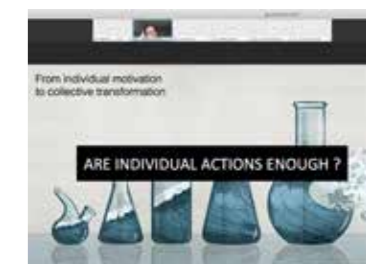 From individual motivation
to collective transformation
ARE INDIVIDUAL ACTIONS ENOUGH ?